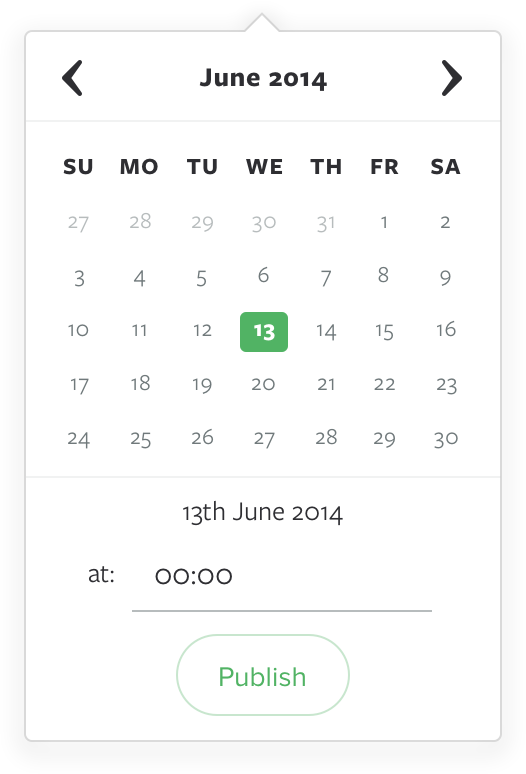 June 2014
SU MO TU WE TH FR SA
27 28 29 30 31 1 2
3 4 5 6 7 8 9
10 11 12 13 14 15 16
17 18 19 20 21 22 23
24 25 26 27 28 29 30
13th June 2014
at: 00:00
Publish